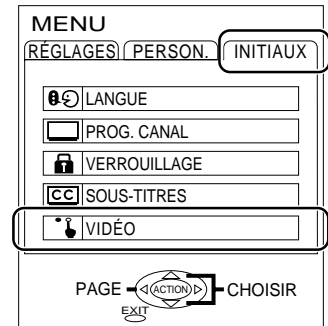 MENU
RÉGLAGES PERSON. INITIAUX
LANGUE
PROG. CANAL
VERROUILLAGE
CC SOUS-TITRES
VIDÉO
PAGE ACTION CHOISIR
EXIT